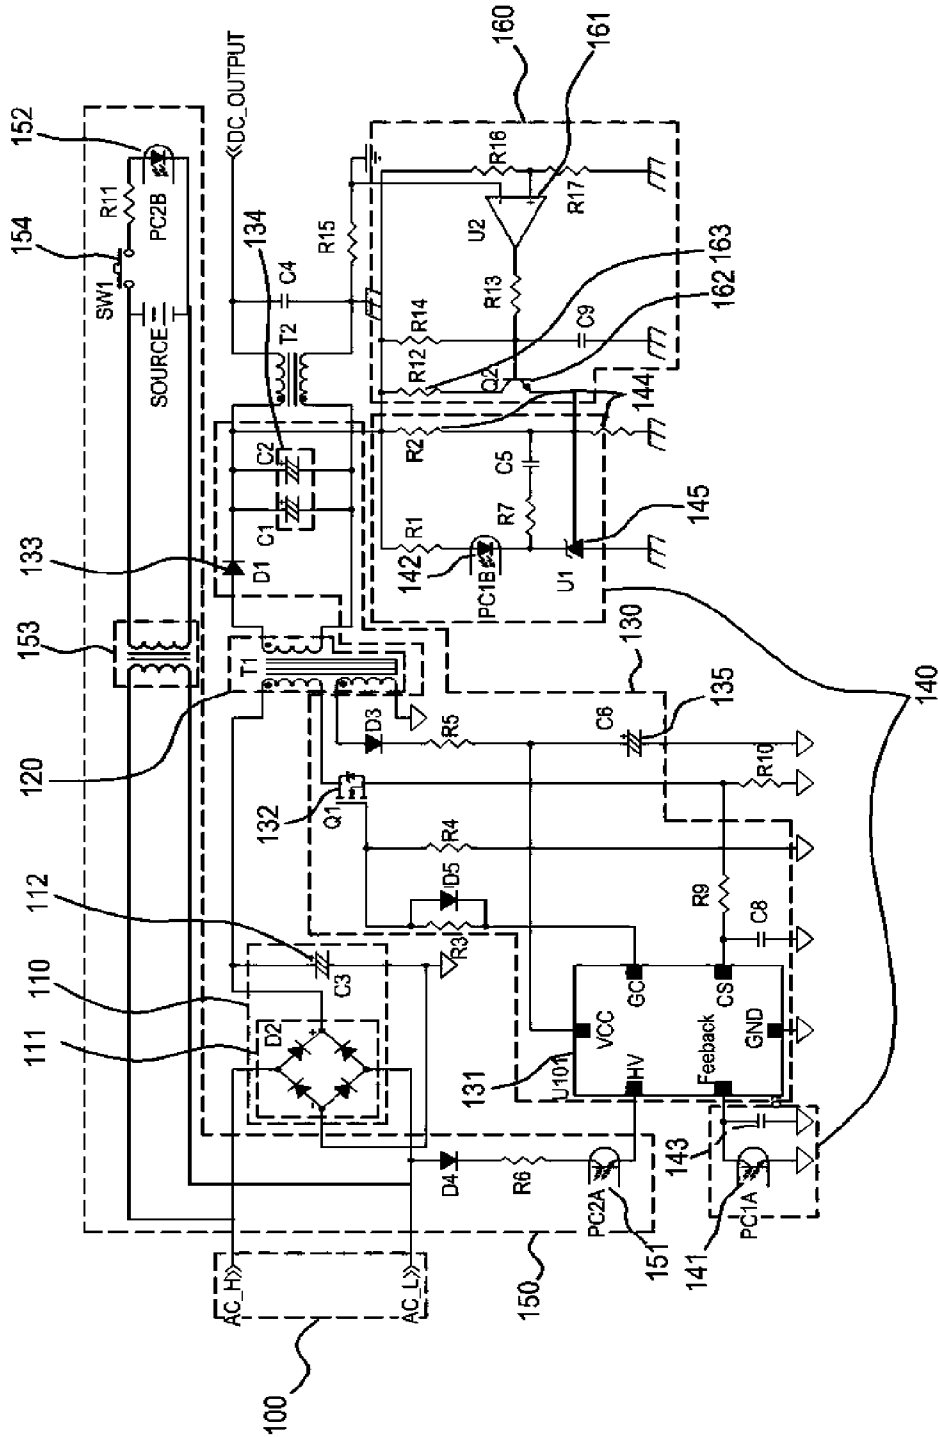 100
AC_H
AC_L
110
111
112
D2
C3
120
T1
133
D1
C1
C2
134
T2
C4
R15
DC_OUTPUT
153
SOURCE
SW1
154
R11
PC2B
152
150
D4
R6
PC2A
151
131
U101
VCC
HV
GC
Feeback
CS
GND
R3
D5
R4
132
Q1
D3
R5
C6
135
130
R9
C8
R10
143
PC1A
141
140
R1
142
PC1B
U1
R7
C5
R2
144
145
R12
R14
Q2
163
162
R13
C9
U2
R16
R17
161
160